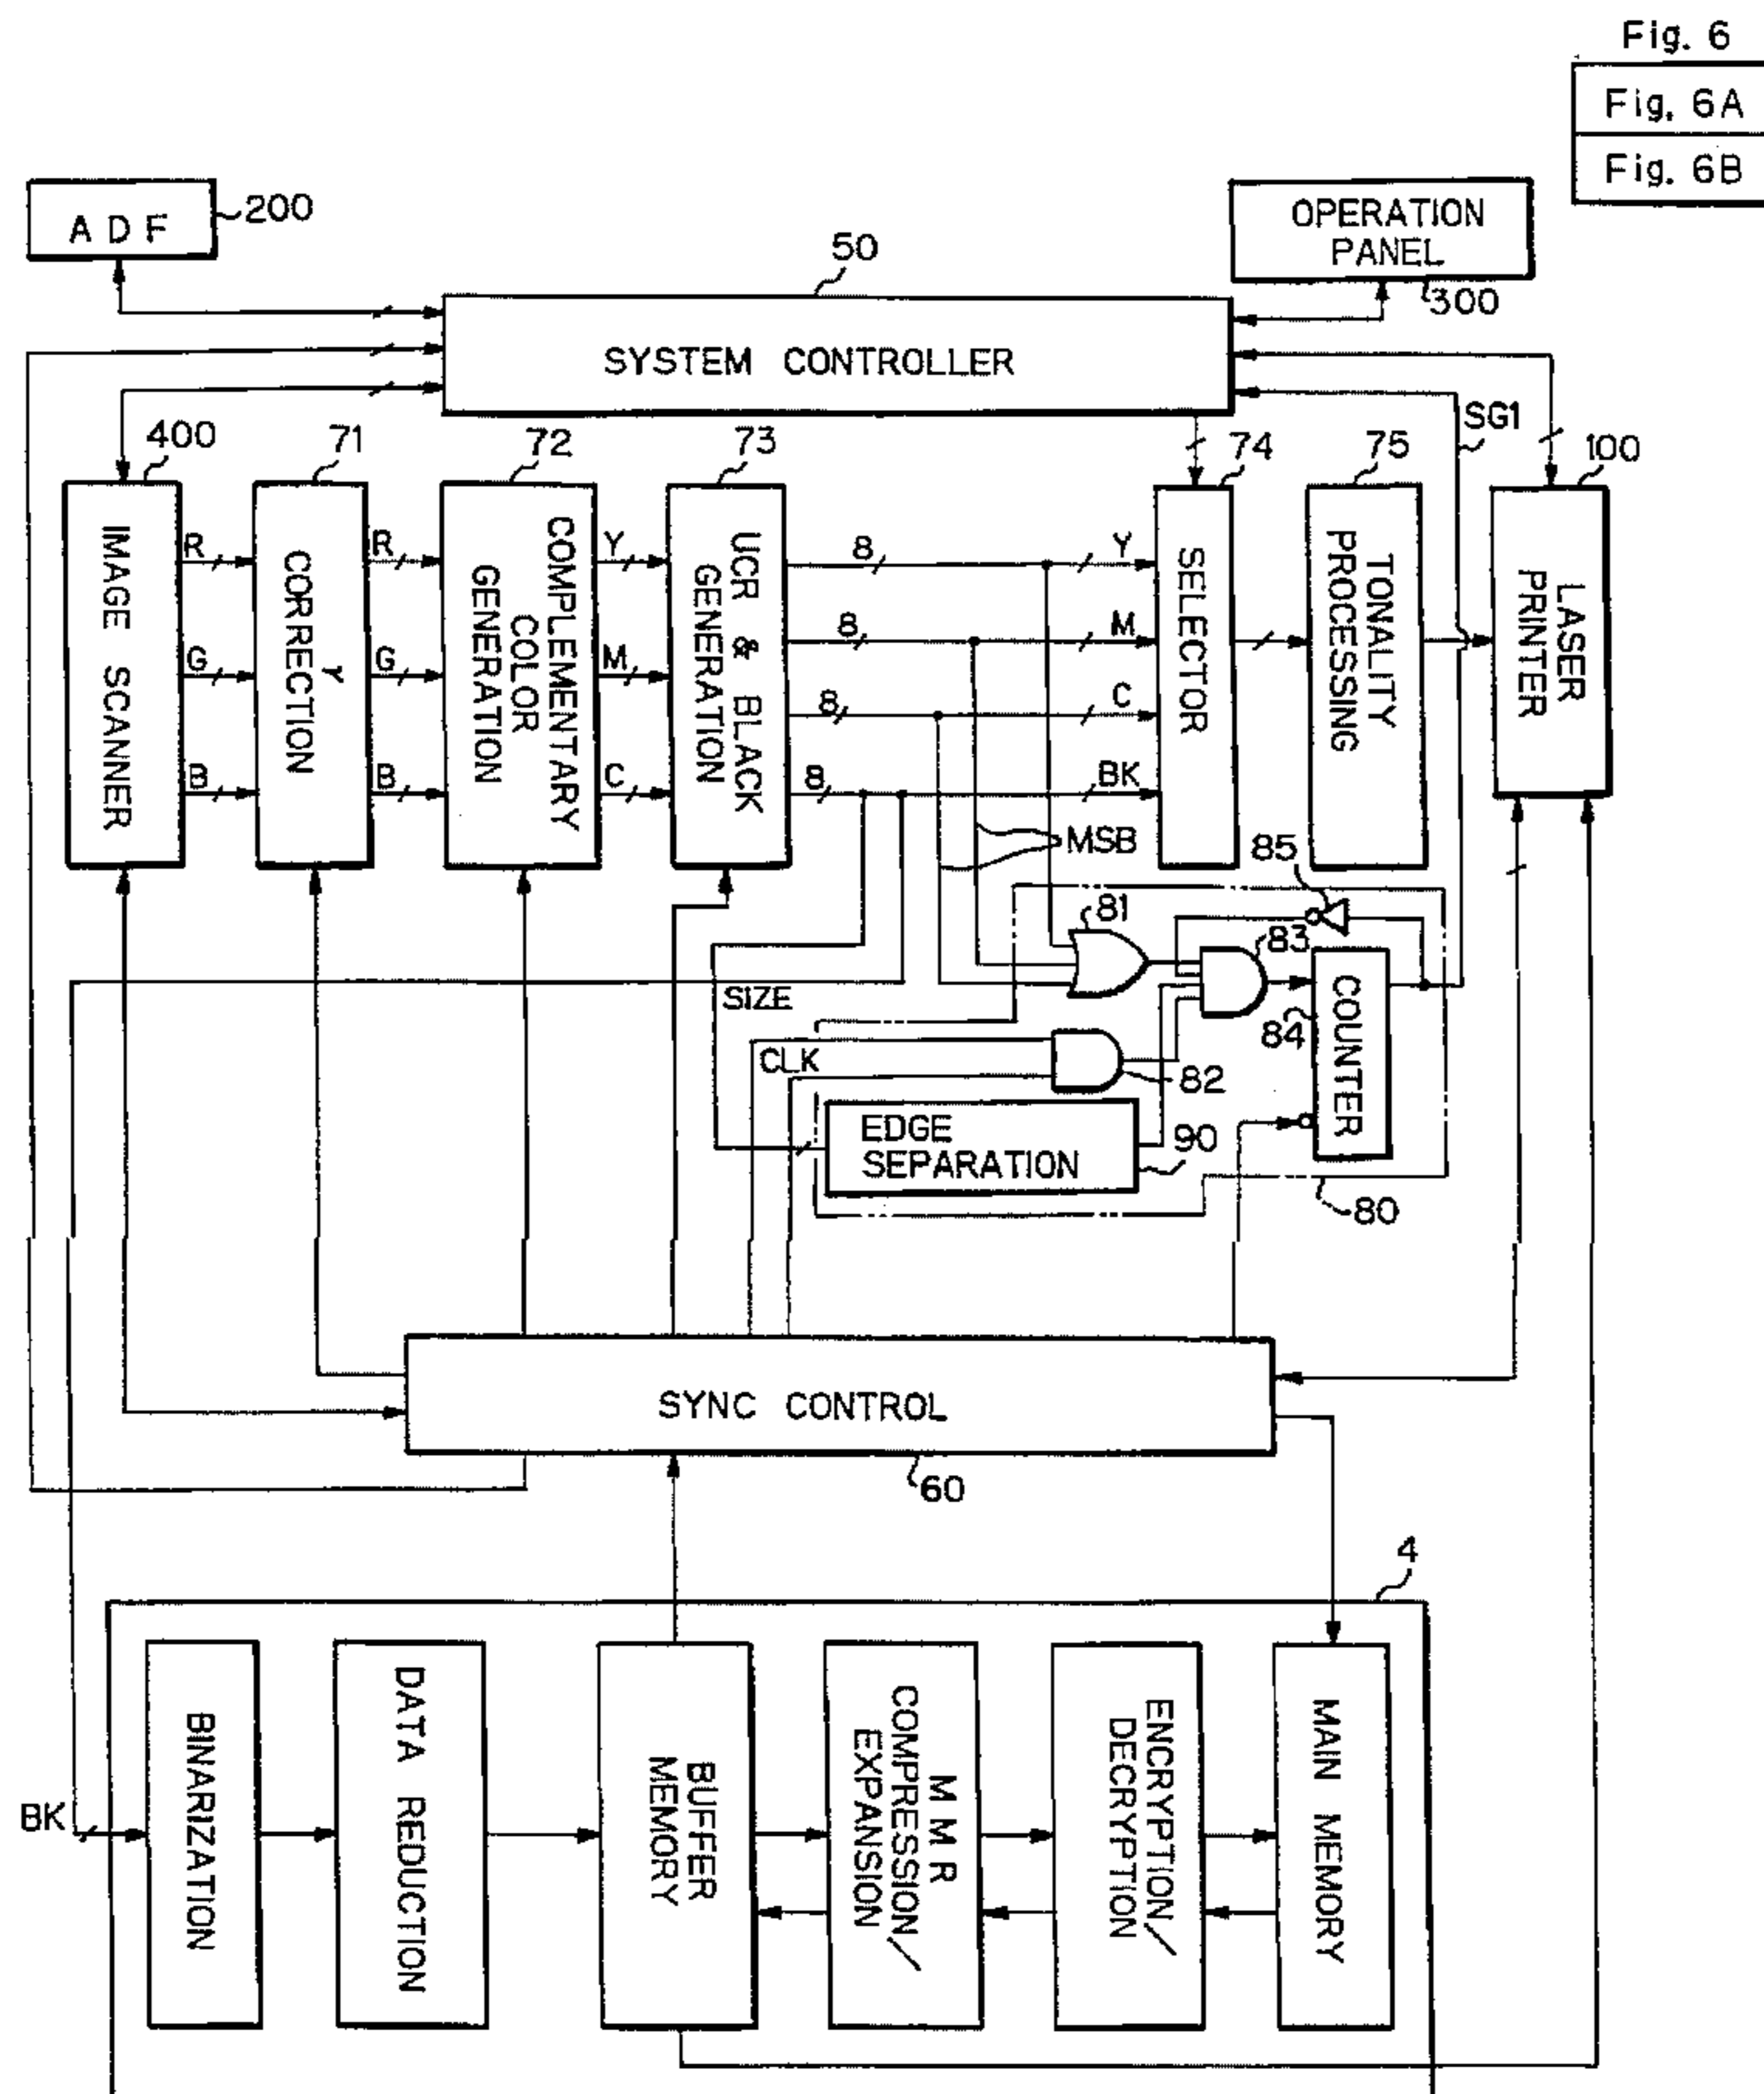 Fig. 6
Fig. 6A
Fig. 6B
ADF
200
OPERATION
PANEL
300
50
SYSTEM CONTROLLER
SG1
400
71
72
73
74
75
100
IMAGE SCANNER
R
G
B
γ
CORRECTION
R
G
B
COMPLEMENTARY
COLOR
GENERATION
Y
M
C
UCR & BLACK
GENERATION
8
8
8
8
Y
M
C
BK
SELECTOR
TONALITY
PROCESSING
LASER
PRINTER
MSB
85
81
83
SIZE
84
COUNTER
CLK
82
EDGE
SEPARATION
90
80
SYNC CONTROL
60
4
BK
BINARIZATION
DATA REDUCTION
BUFFER
MEMORY
MMR
COMPRESSION/
EXPANSION
ENCRYPTION/
DECRYPTION
MAIN MEMORY